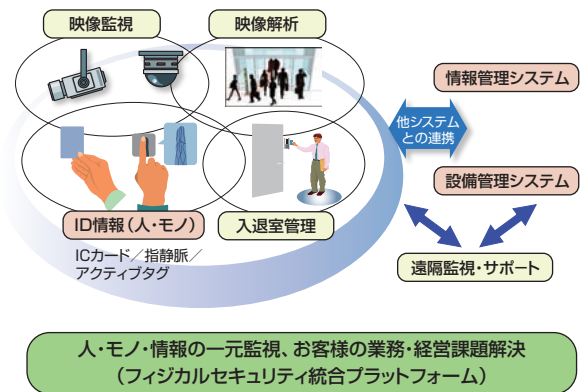 映像監視
映像解析
情報管理システム
他システム
との連携
設備管理システム
ID情報（人・モノ）
入退室管理
ICカード／指静脈／
アクティブタグ
遠隔監視・サポート
人・モノ・情報の一元監視、お客様の業務・経営課題解決
（フィジカルセキュリティ統合プラットフォーム）